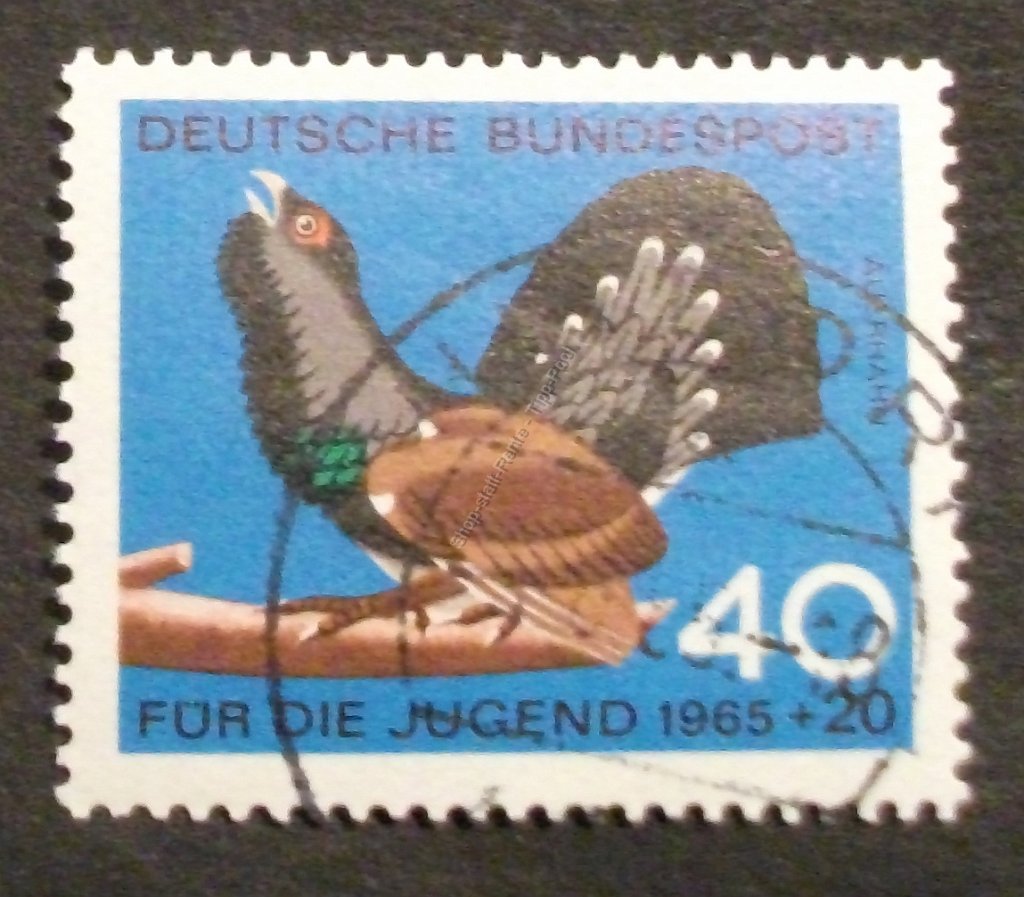 DEUTSCHE BUNDESPOST
AUERHAHN
40
FÜR DIE JUGEND 1965 + 20